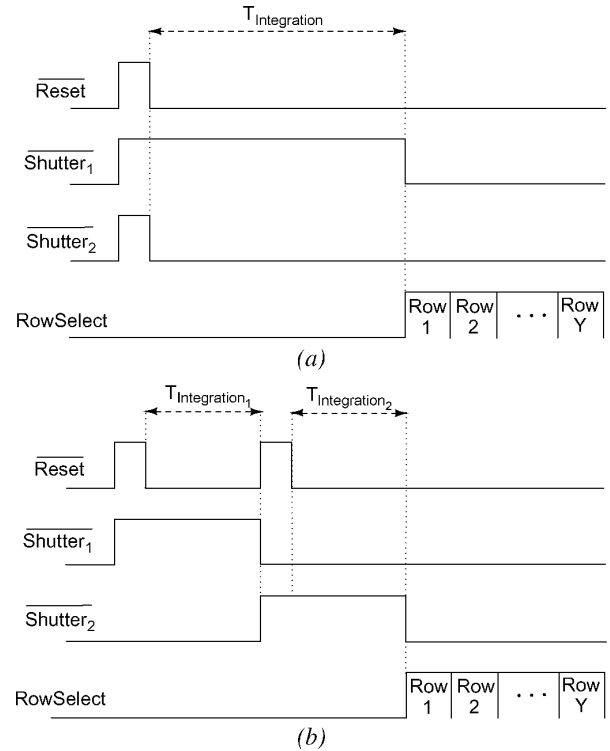 T_Integration
Reset
Shutter_1
Shutter_2
RowSelect
Row 1
Row 2
...
Row Y
(a)
T_Integration_1
T_Integration_2
Reset
Shutter_1
Shutter_2
RowSelect
Row 1
Row 2
...
Row Y
(b)